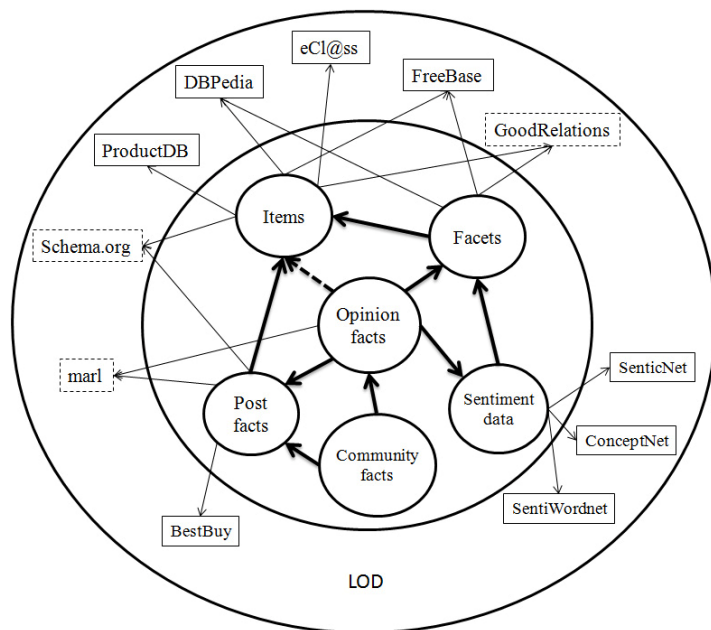 eCl@ss
DBPedia
FreeBase
GoodRelations
ProductDB
Items
Facets
Schema.org
Opinion
facts
marl
SenticNet
Post
facts
Sentiment
data
ConceptNet
Community
facts
SentiWordnet
BestBuy
LOD